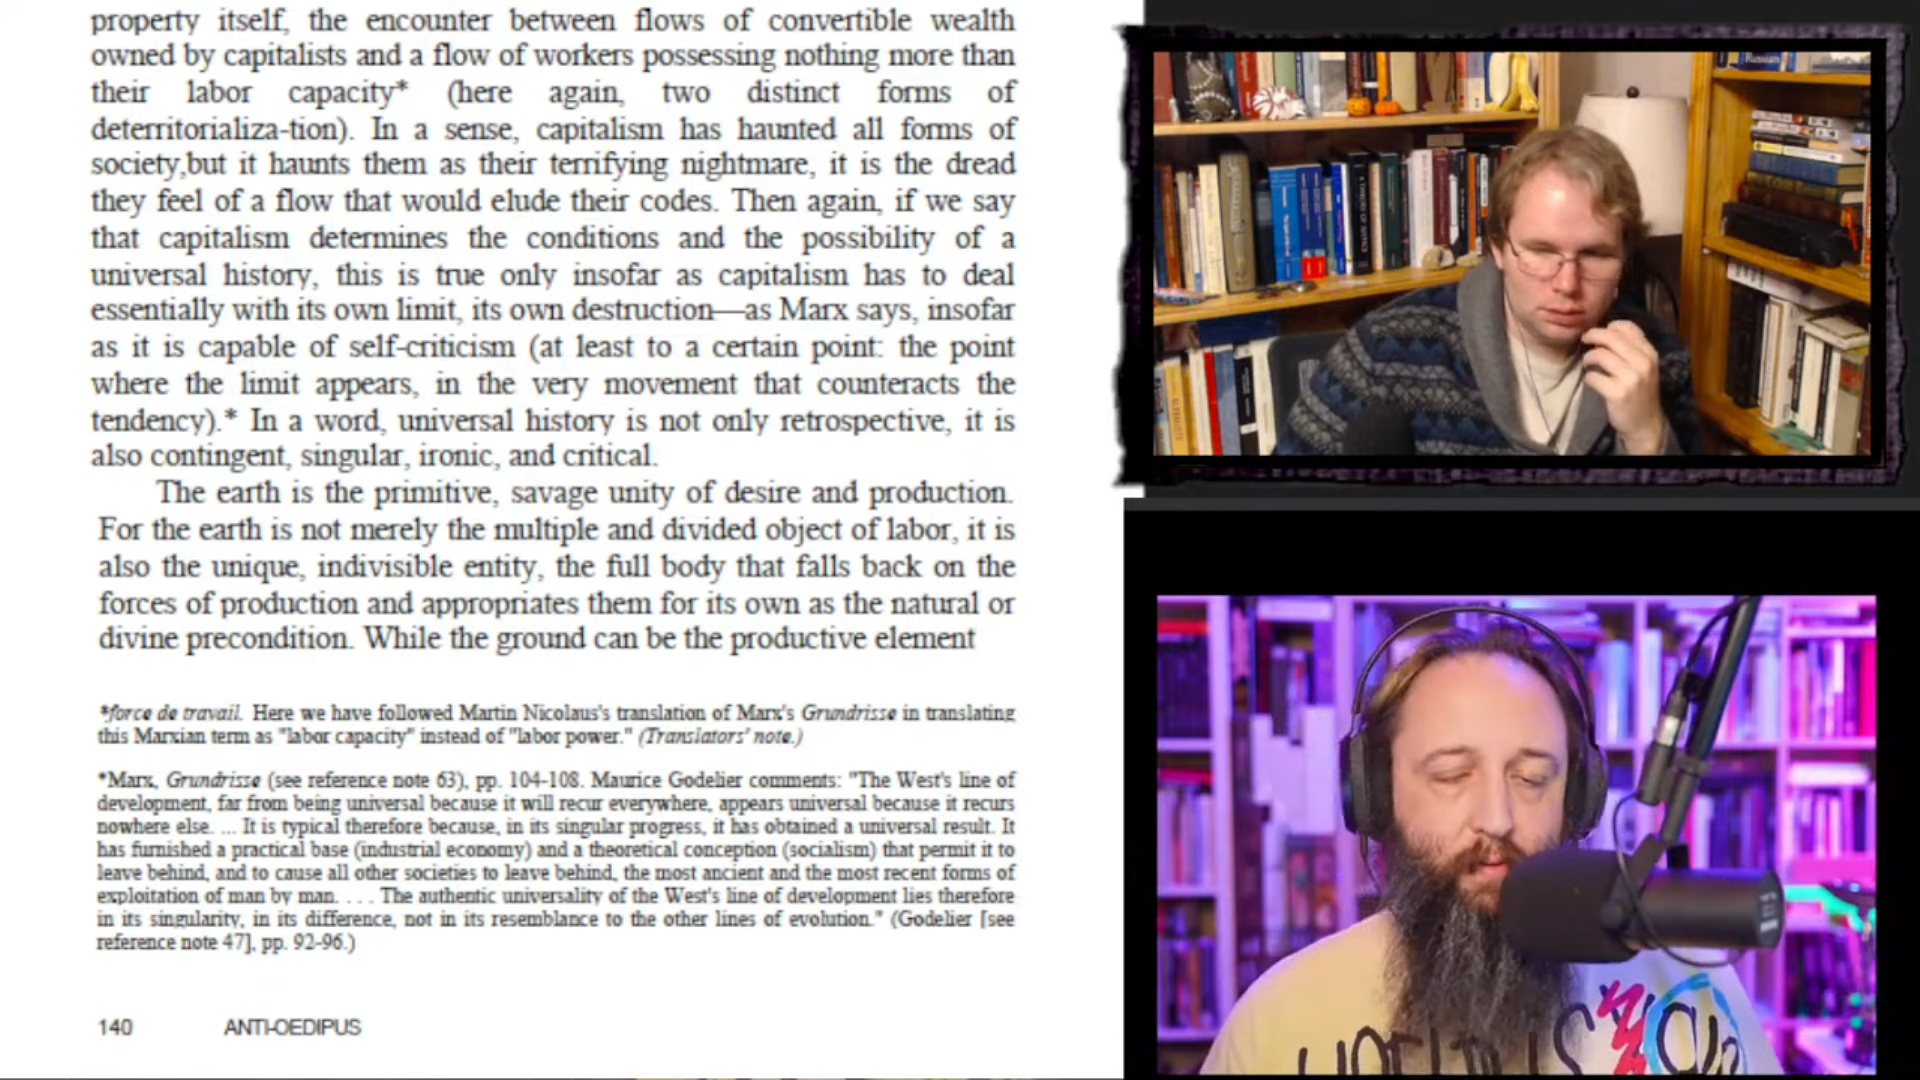 property itself, the encounter between flows of convertible wealth
owned by capitalists and a flow of workers possessing nothing more than
their labor capacity* (here again, two distinct forms of
deterritorializa-tion). In a sense, capitalism has haunted all forms of
society,but it haunts them as their terrifying nightmare, it is the dread
they feel of a flow that would elude their codes. Then again, if we say
that capitalism determines the conditions and the possibility of a
universal history, this is true only insofar as capitalism has to deal
essentially with its own limit, its own destruction—as Marx says, insofar
as it is capable of self-criticism (at least to a certain point: the point
where the limit appears, in the very movement that counteracts the
tendency).* In a word, universal history is not only retrospective, it is
also contingent, singular, ironic, and critical.
The earth is the primitive, savage unity of desire and production.
For the earth is not merely the multiple and divided object of labor, it is
also the unique, indivisible entity, the full body that falls back on the
forces of production and appropriates them for its own as the natural or
divine precondition. While the ground can be the productive element
*force de travail. Here we have followed Martin Nicolaus's translation of Marx's Grundrisse in translating
this Marxian term as "labor capacity" instead of "labor power." (Translators' note.)
*Marx, Grundrisse (see reference note 63), pp. 104-108. Maurice Godelier comments: "The West's line of
development, far from being universal because it will recur everywhere, appears universal because it recurs
nowhere else. ... It is typical therefore because, in its singular progress, it has obtained a universal result. It
has furnished a practical base (industrial economy) and a theoretical conception (socialism) that permit it to
leave behind, and to cause all other societies to leave behind, the most ancient and the most recent forms of
exploitation of man by man. . . . The authentic universality of the West's line of development lies therefore
in its singularity, in its difference, not in its resemblance to the other lines of evolution." (Godelier [see
reference note 47], pp. 92-96.)
140 ANTI-OEDIPUS
Russian